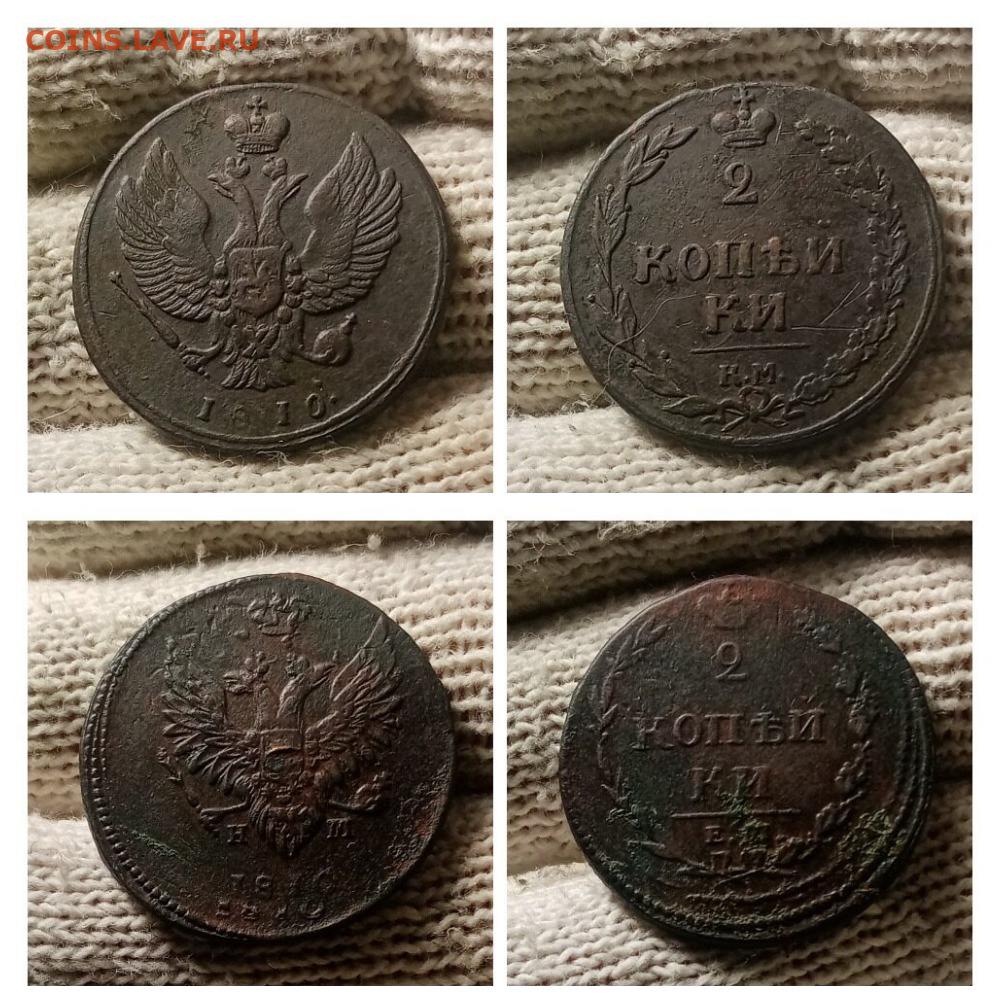 COINS.LAVE.RU
1810.
2
КОПѢЙ
КИ
К.М.
Н М
2
КОПѢЙ
КИ